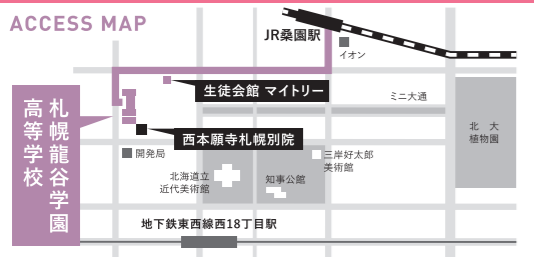 ACCESS MAP
JR桑園駅
イオン
生徒会館 マイトリー
ミニ大通
札幌龍谷学園
高等学校
西本願寺札幌別院
北　大
植物園
開発局
三岸好太郎
美術館
北海道立
近代美術館
知事公館
地下鉄東西線西18丁目駅